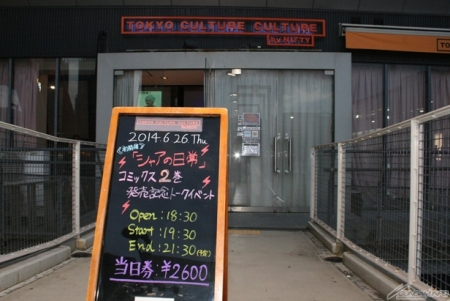 TOKYO CULTURE CULTURE
2014.6.26.Thu
「シャアの日常」
コミックス2巻
発売記念トークイベント
Open:18:30
Start:19:30
End:21:30(予定)
当日券:¥2600